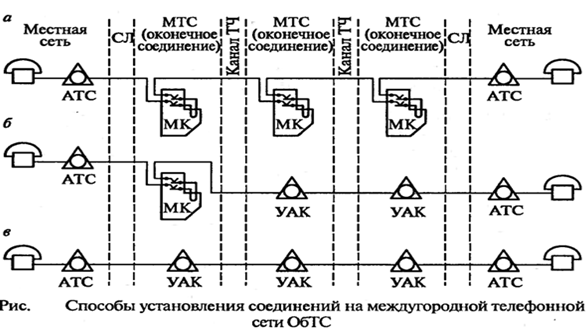 а
Местная сеть
СЛ
МТС (оконечное соединение)
Канал ТЧ
МТС (оконечное соединение)
Канал ТЧ
МТС (оконечное соединение)
СЛ
Местная сеть
АТС
МК
МК
МК
АТС
б
АТС
МК
УАК
УАК
АТС
в
АТС
УАК
УАК
УАК
АТС
Рис. Способы установления соединений на междугородной телефонной
сети ОбТС